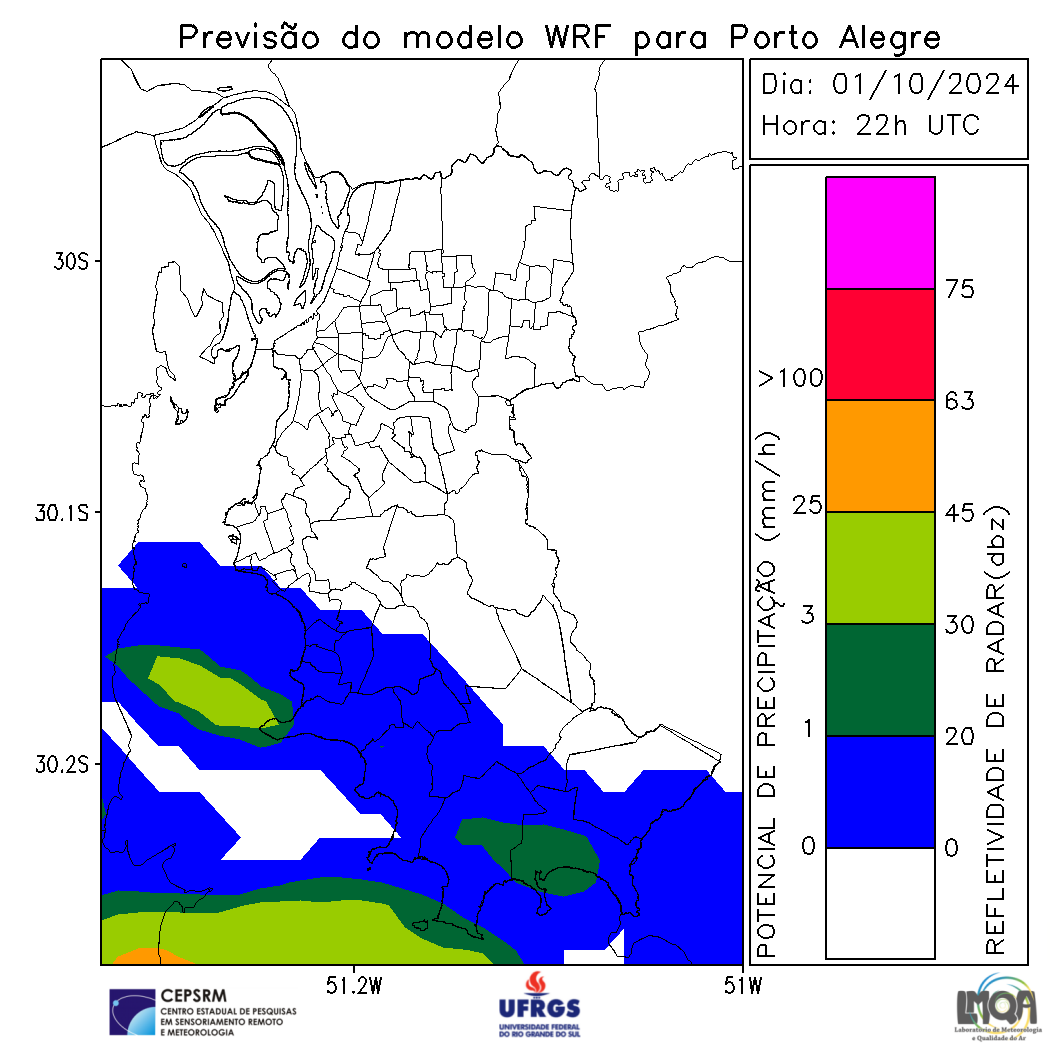 Previsão do modelo WRF para Porto Alegre
Dia: 01/10/2024
Hora: 22h UTC
30S
30.1S
30.2S
51.2W
51W
POTENCIAL DE PRECIPITAÇÃO (mm/h)
>100
25
3
1
0
75
63
45
30
20
0
REFLETIVIDADE DE RADAR(dbz)
CEPSRM
CENTRO ESTADUAL DE PESQUISAS
EM SENSORIAMENTO REMOTO
E METEOROLOGIA
UFRGS
UNIVERSIDADE FEDERAL
DO RIO GRANDE DO SUL
LMQA
Laboratório de Meteorologia
e Qualidade do Ar